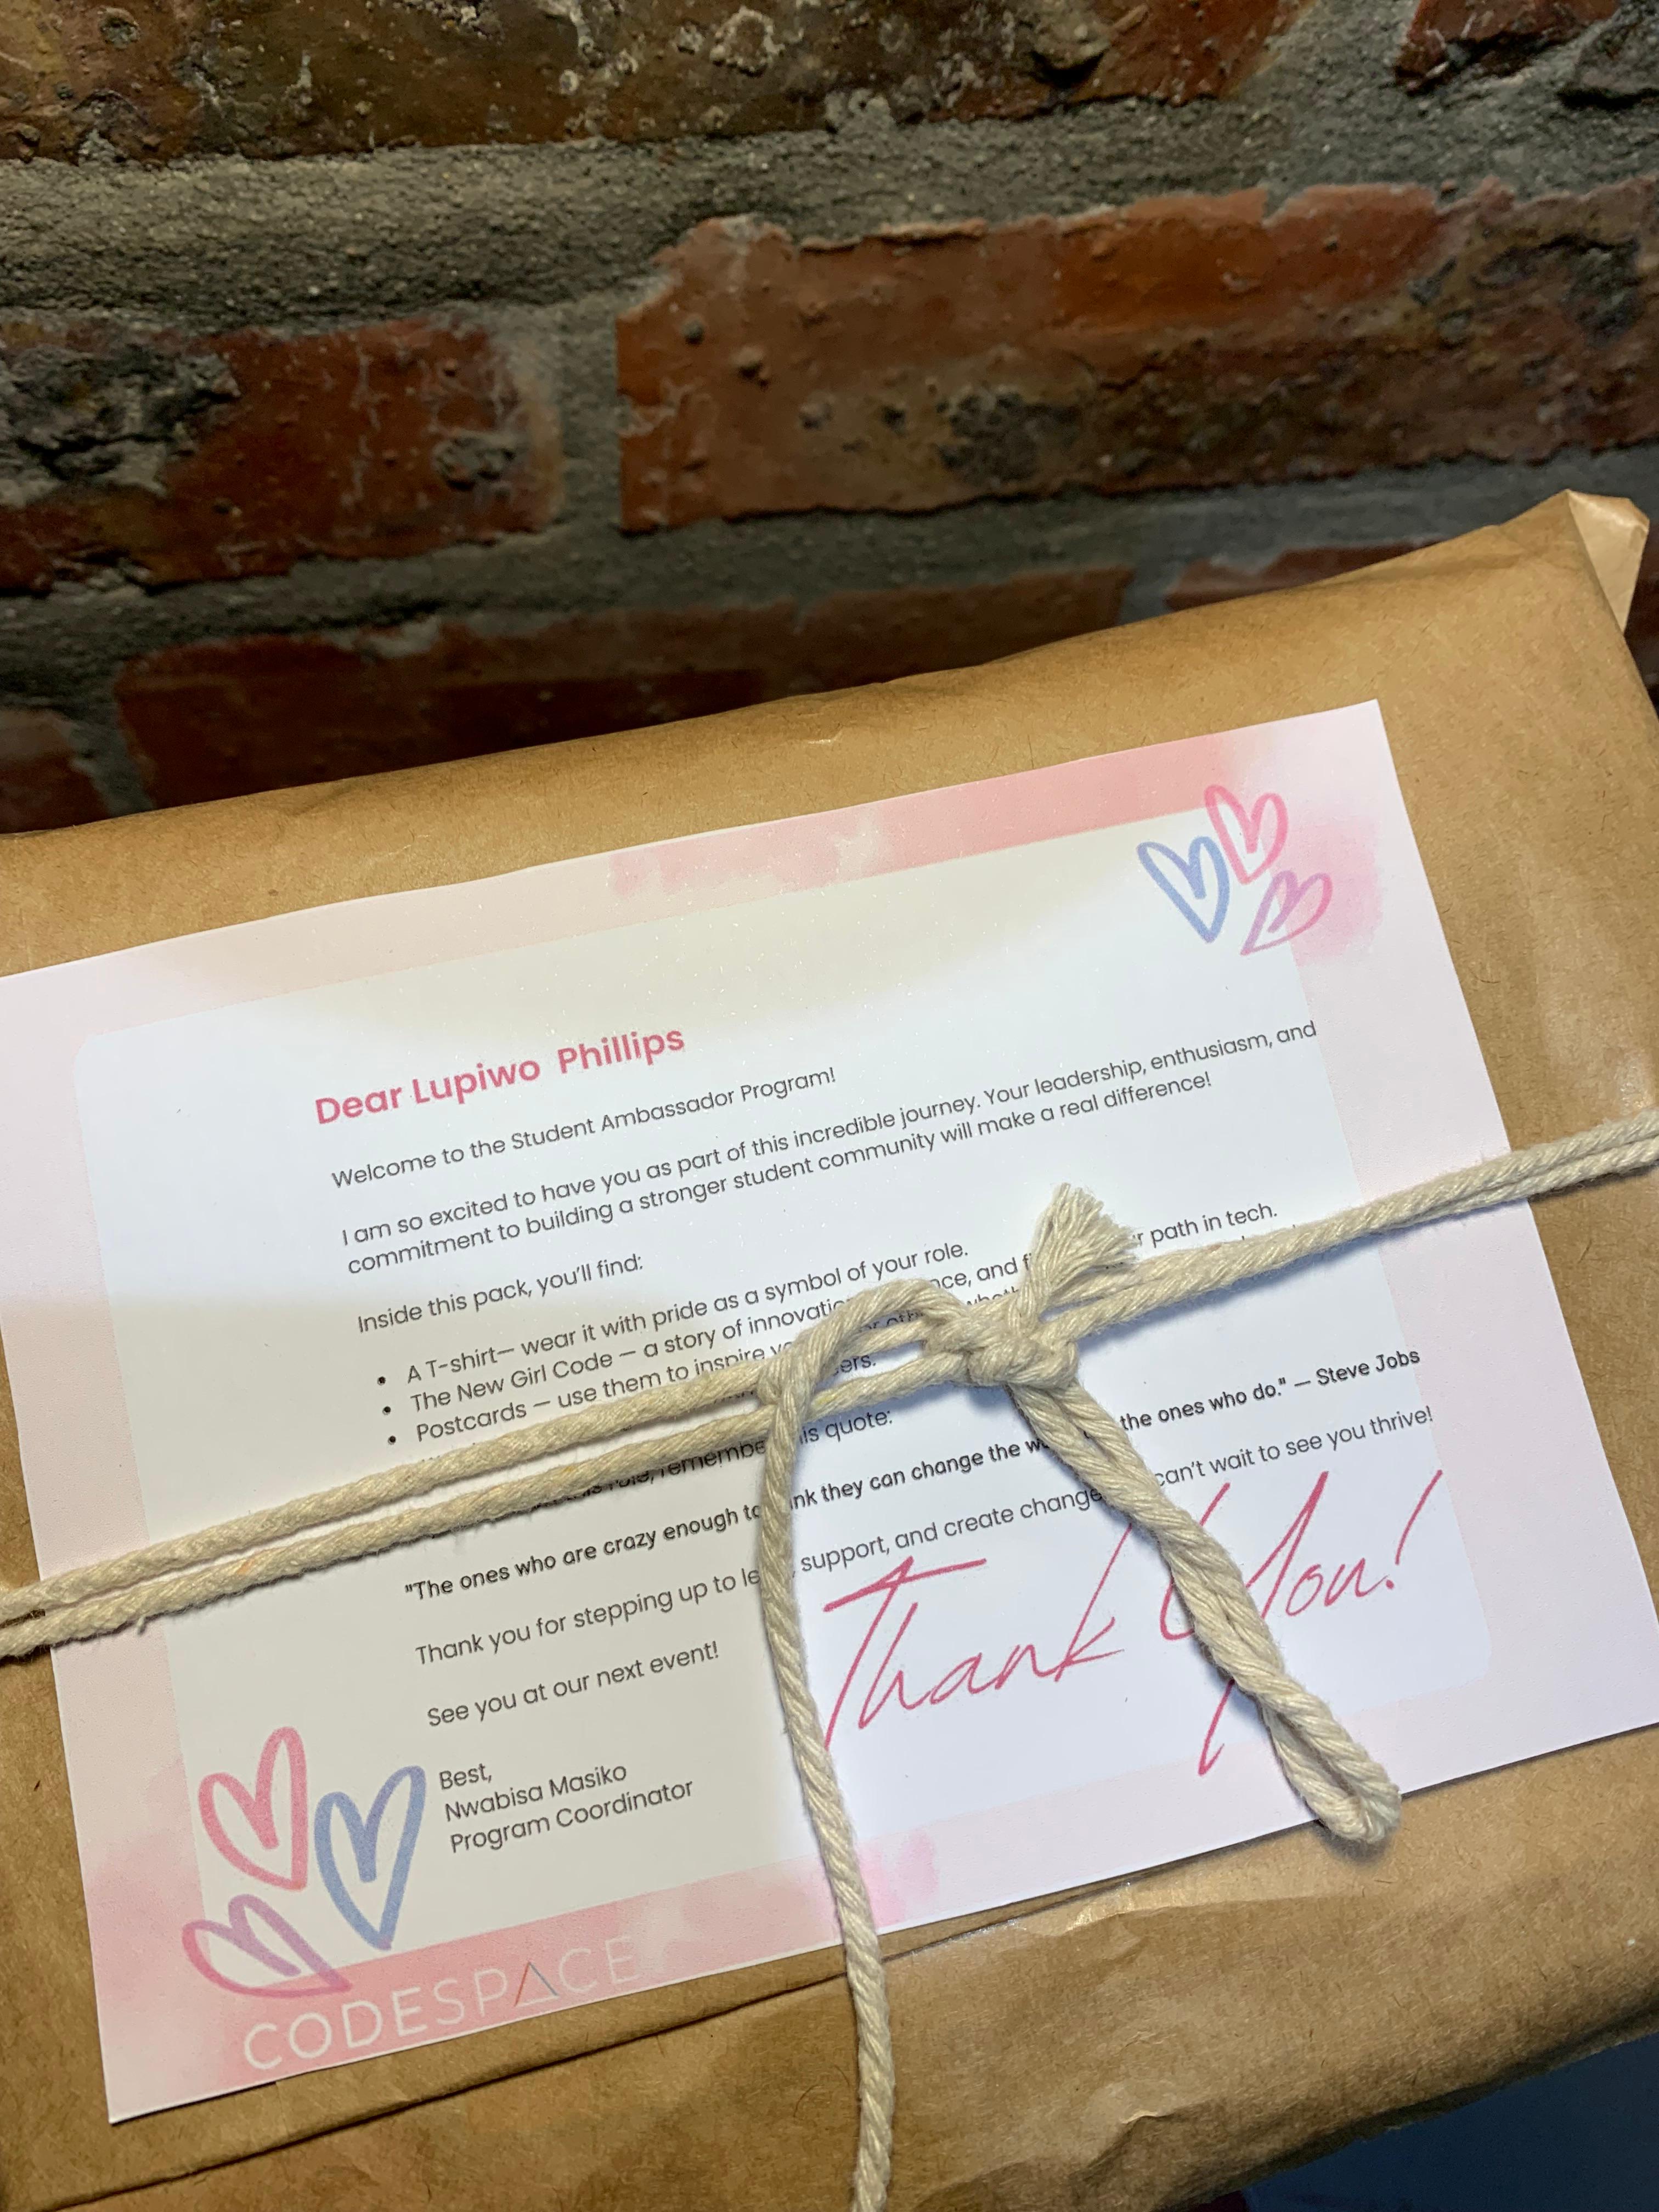 Dear Lupiwo Phillips
Welcome to the Student Ambassador Program!
I am so excited to have you as part of this incredible journey. Your leadership, enthusiasm, and
commitment to building a stronger student community will make a real difference!
Inside this pack, you'll find:
• A T-shirt— wear it with pride as a symbol of your role.
• The New Girl Code — a story of innovation and path in tech.
• Postcards — use them to inspire
this role, remember this quote:
"The ones who are crazy enough to think they can change the the ones who do." — Steve Jobs
Thank you for stepping up to support, and create change can't wait to see you thrive!
See you at our next event!
Thank You!
Best,
Nwabisa Masiko
Program Coordinator
CODESPACE